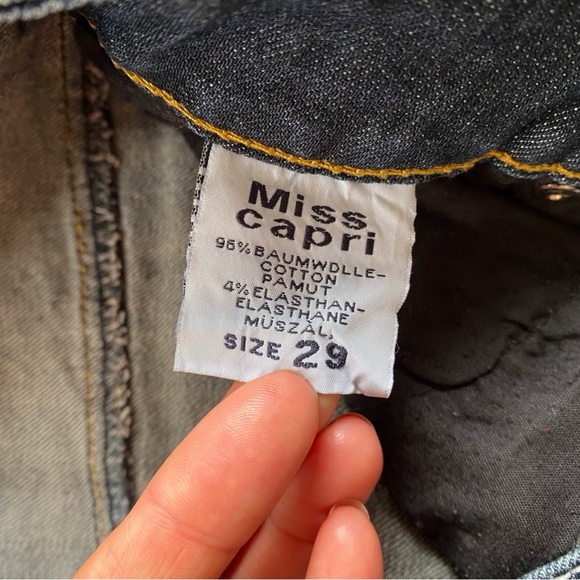 Miss
capri
96%BAUMWOLLE-
COTTON
PAMUT
4%ELASTHAN-
ELASTHANE
MÜSZÁL,
SIZE 29